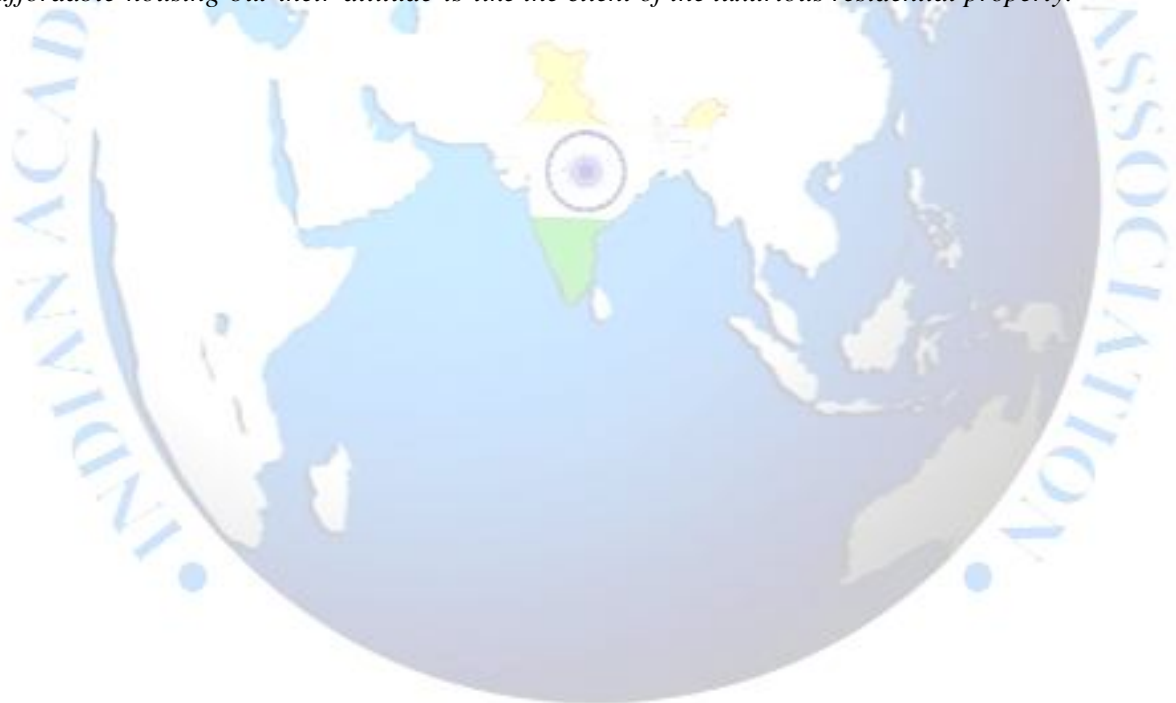 affordable housing but their attitude is like the client of the luxurious residential property.
• INDIAN ACAD
ASSOCIATION •